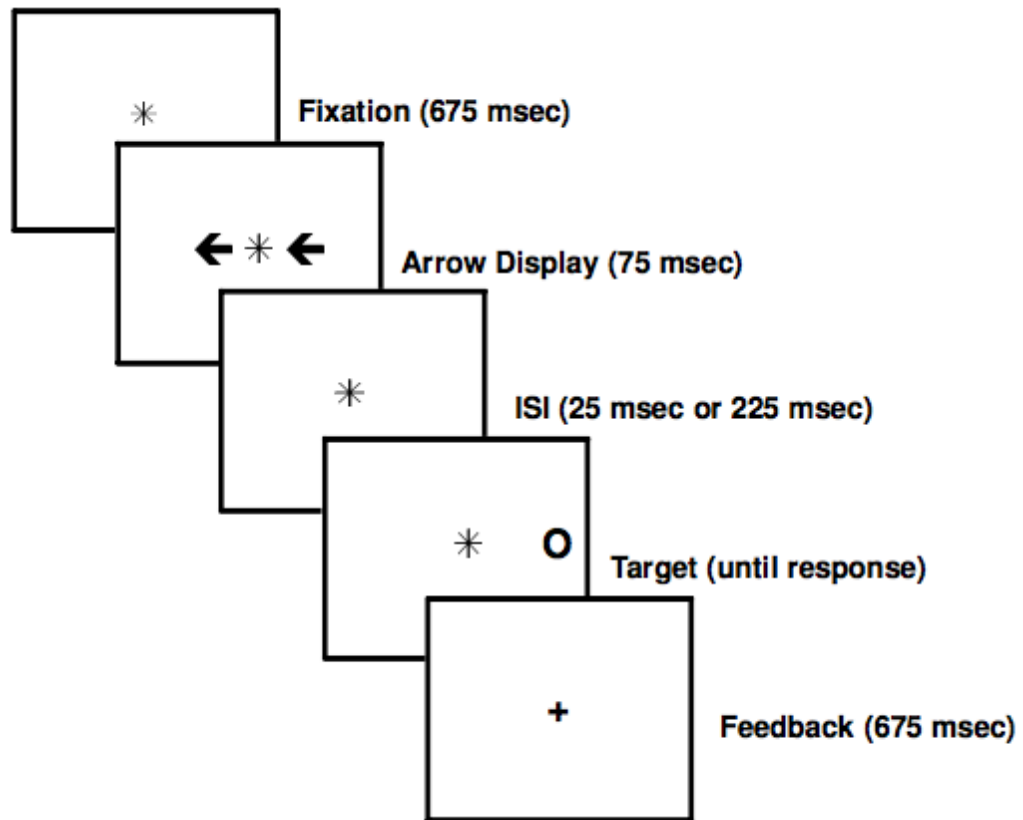 Fixation (675 msec)
Arrow Display (75 msec)
ISI (25 msec or 225 msec)
O
Target (until response)
+
Feedback (675 msec)